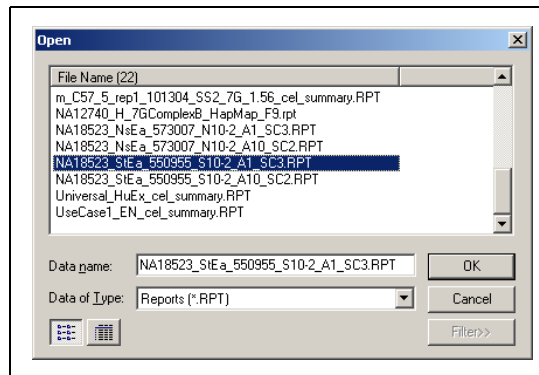 Open
File Name (22)
m_C57_5_rep1_101304_SS2_7G_1.56_cel_summary.RPT
NA12740_H_7GComplexB_HapMap_F9.rpt
NA18523_NsEa_573007_N10-2_A1_SC3.RPT
NA18523_NsEa_573007_N10-2_A10_SC2.RPT
NA18523_StEa_550955_S10-2_A1_SC3.RPT
NA18523_StEa_550955_S10-2_A10_SC2.RPT
Universal_HuEx_cel_summary.RPT
UseCase1_EN_cel_summary.RPT
Data name: NA18523_StEa_550955_S10-2_A1_SC3.RPT OK
Data of Type: Reports (*.RPT) Cancel
Filter>>